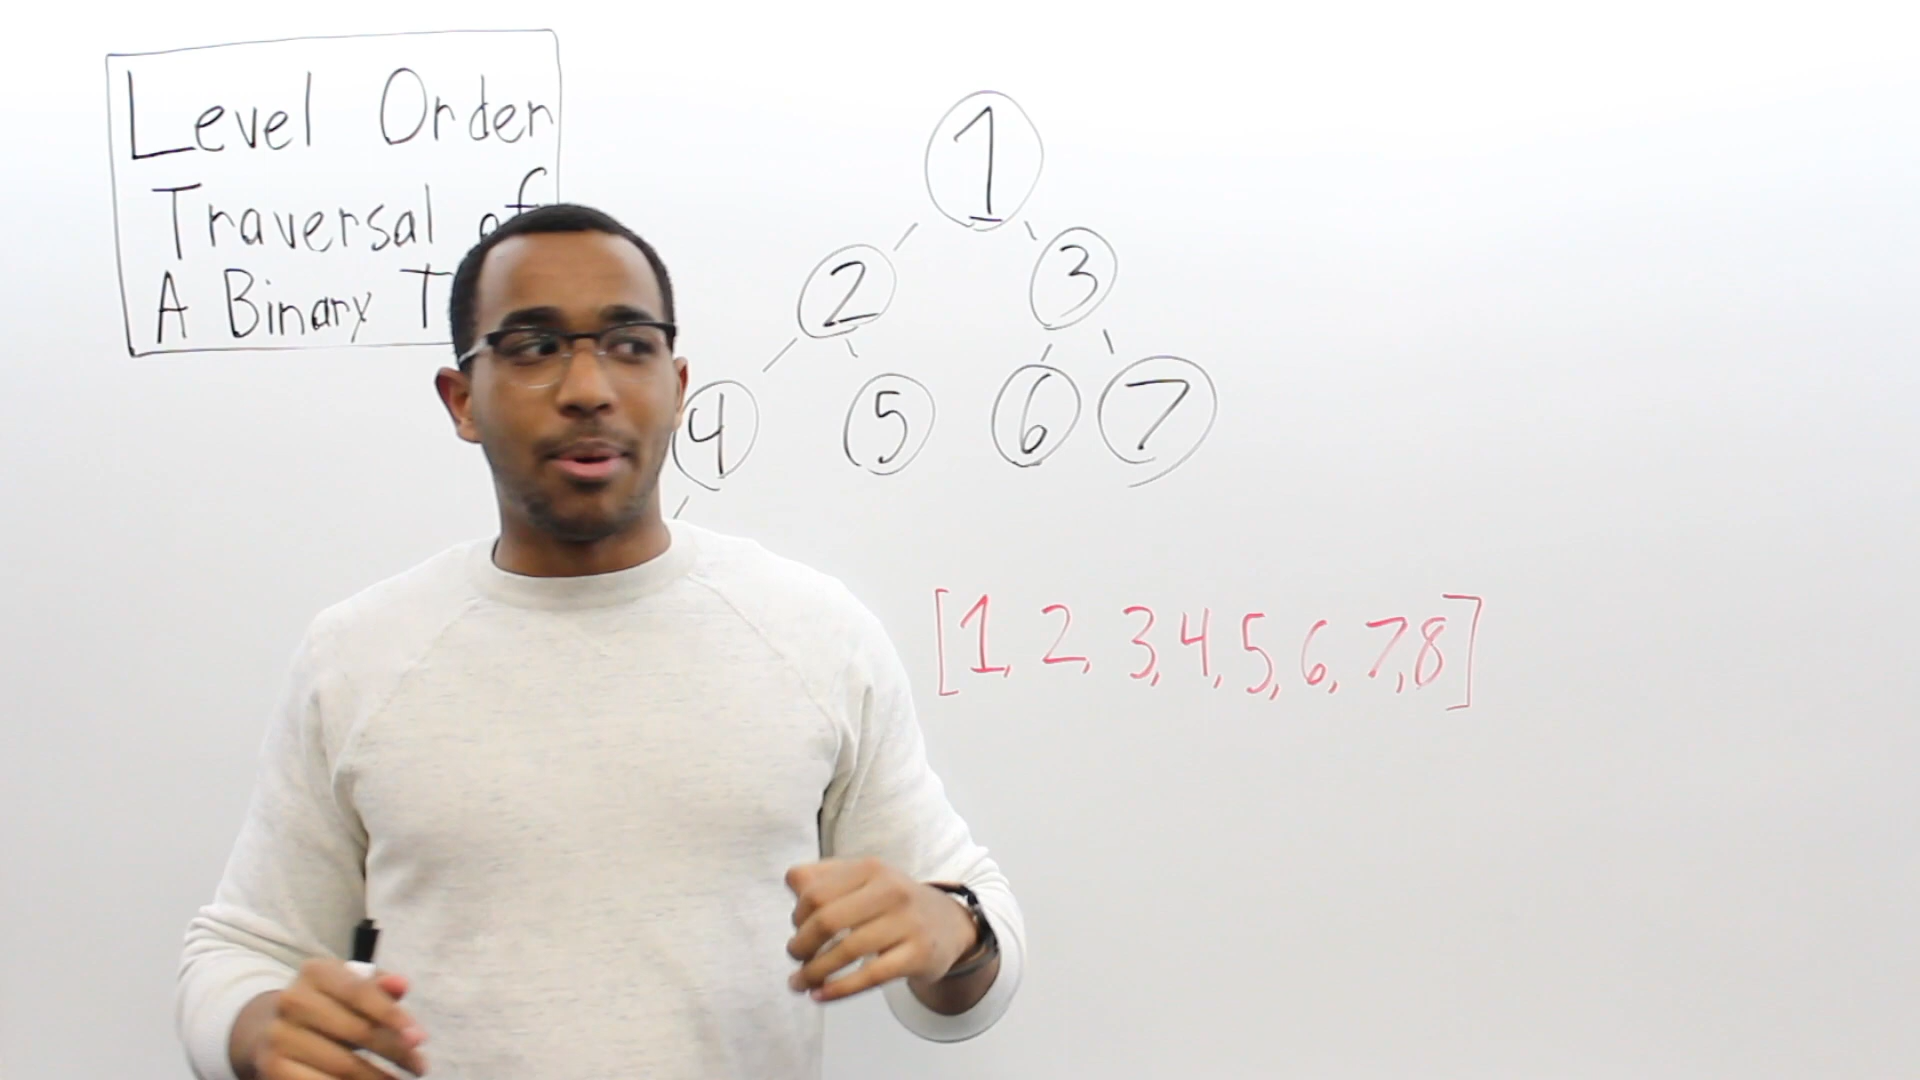 Level Order
Traversal of
A Binary T
1
2 3
4 5 6 7
[1, 2, 3, 4, 5, 6, 7, 8]